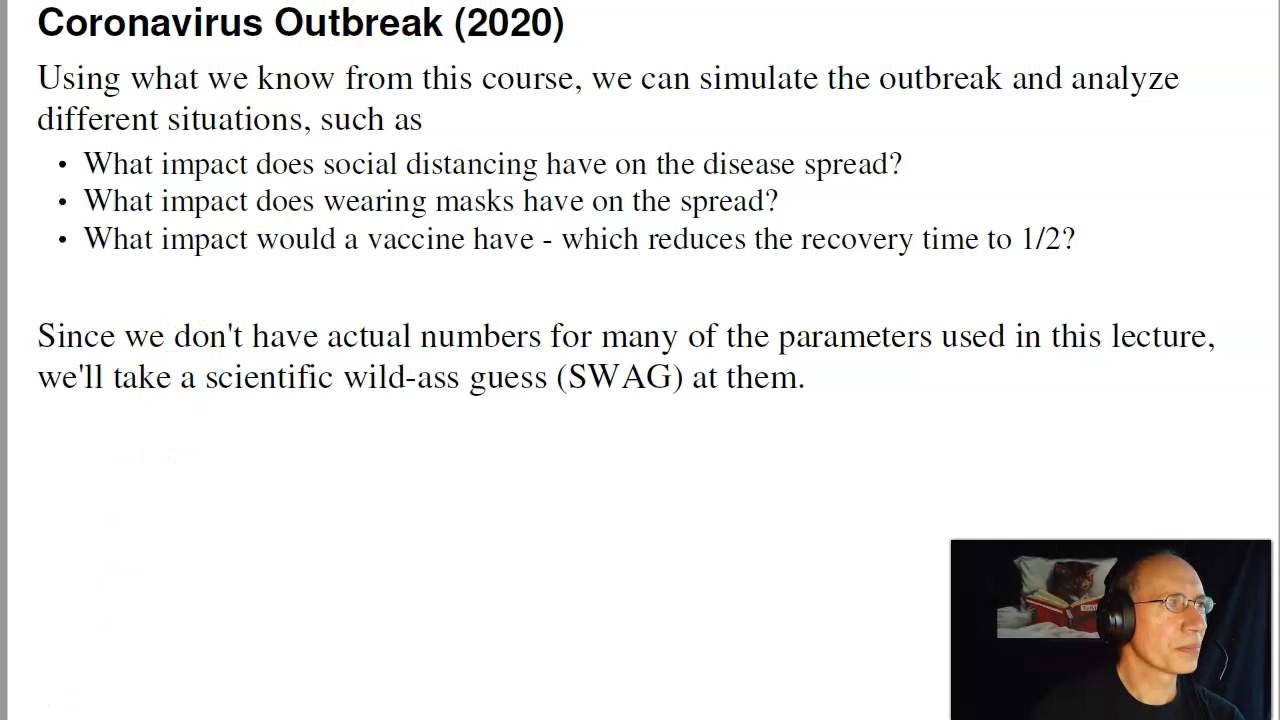 Coronavirus Outbreak (2020)
Using what we know from this course, we can simulate the outbreak and analyze
different situations, such as
• What impact does social distancing have on the disease spread?
• What impact does wearing masks have on the spread?
• What impact would a vaccine have - which reduces the recovery time to 1/2?
Since we don't have actual numbers for many of the parameters used in this lecture,
we'll take a scientific wild-ass guess (SWAG) at them.